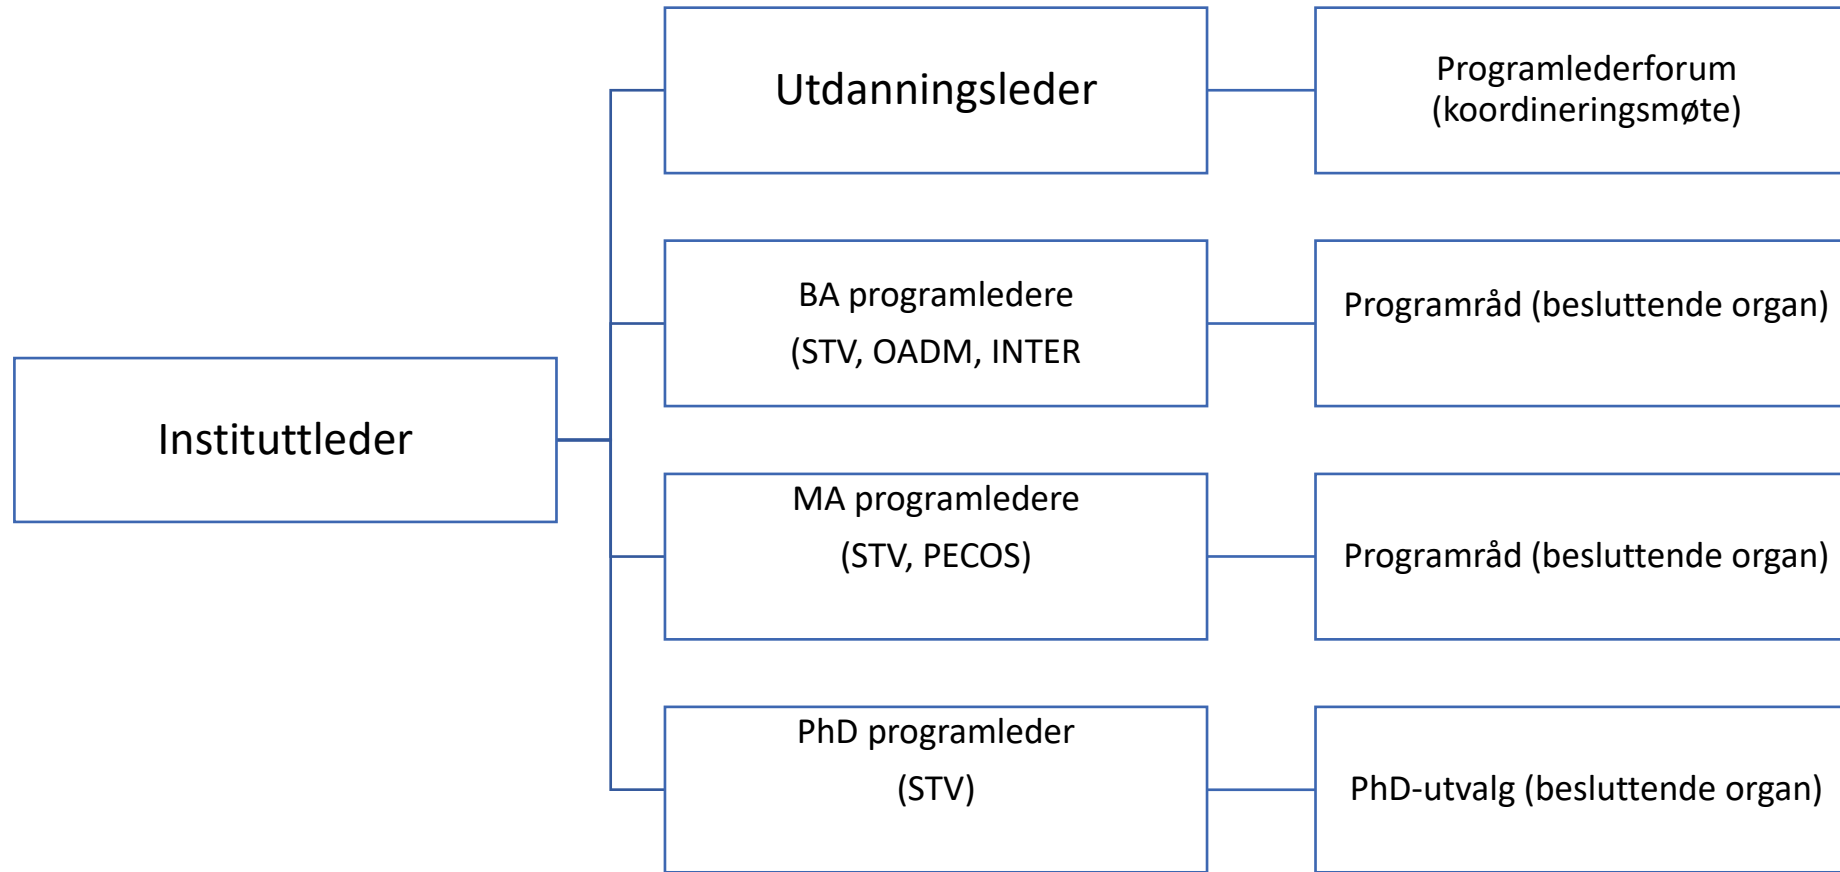 Instituttleder
Utdanningsleder
Programlederforum
(koordineringsmøte)
BA programledere
(STV, OADM, INTER
Programråd (besluttende organ)
MA programledere
(STV, PECOS)
Programråd (besluttende organ)
PhD programleder
(STV)
PhD-utvalg (besluttende organ)